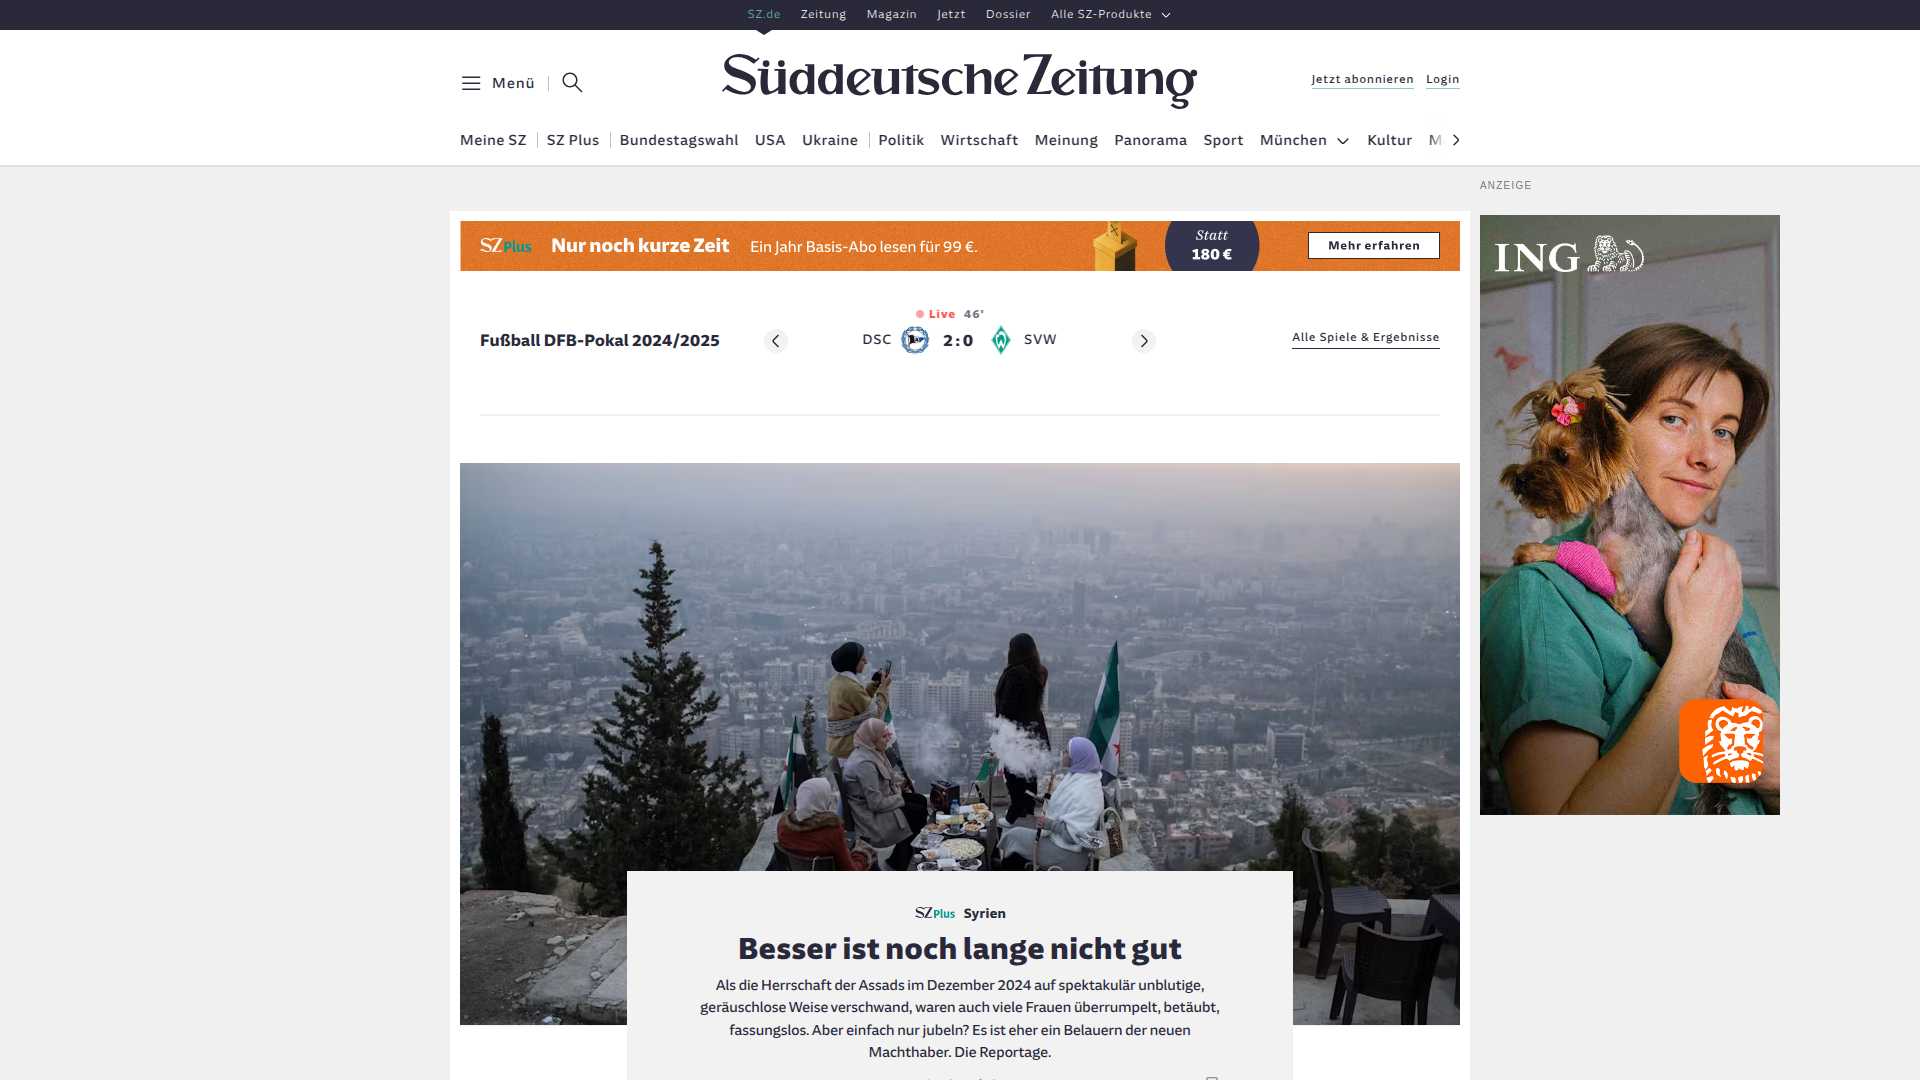 SZ.de Zeitung Magazin Jetzt Dossier Alle SZ-Produkte
Menü
Süddeutsche Zeitung
Jetzt abonnieren Login
Meine SZ SZ Plus Bundestagswahl USA Ukraine Politik Wirtschaft Meinung Panorama Sport München Kultur M
ANZEIGE
SZ Plus Nur noch kurze Zeit Ein Jahr Basis-Abo lesen für 99 €.
Statt
180 €
Mehr erfahren
ING
Live 46'
Fußball DFB-Pokal 2024/2025
DSC 2:0 SVW
Alle Spiele & Ergebnisse
SZ Plus Syrien
Besser ist noch lange nicht gut
Als die Herrschaft der Assads im Dezember 2024 auf spektakulär unblutige,
geräuschlose Weise verschwand, waren auch viele Frauen überrumpelt, betäubt,
fassungslos. Aber einfach nur jubeln? Es ist eher ein Belauern der neuen
Machthaber. Die Reportage.